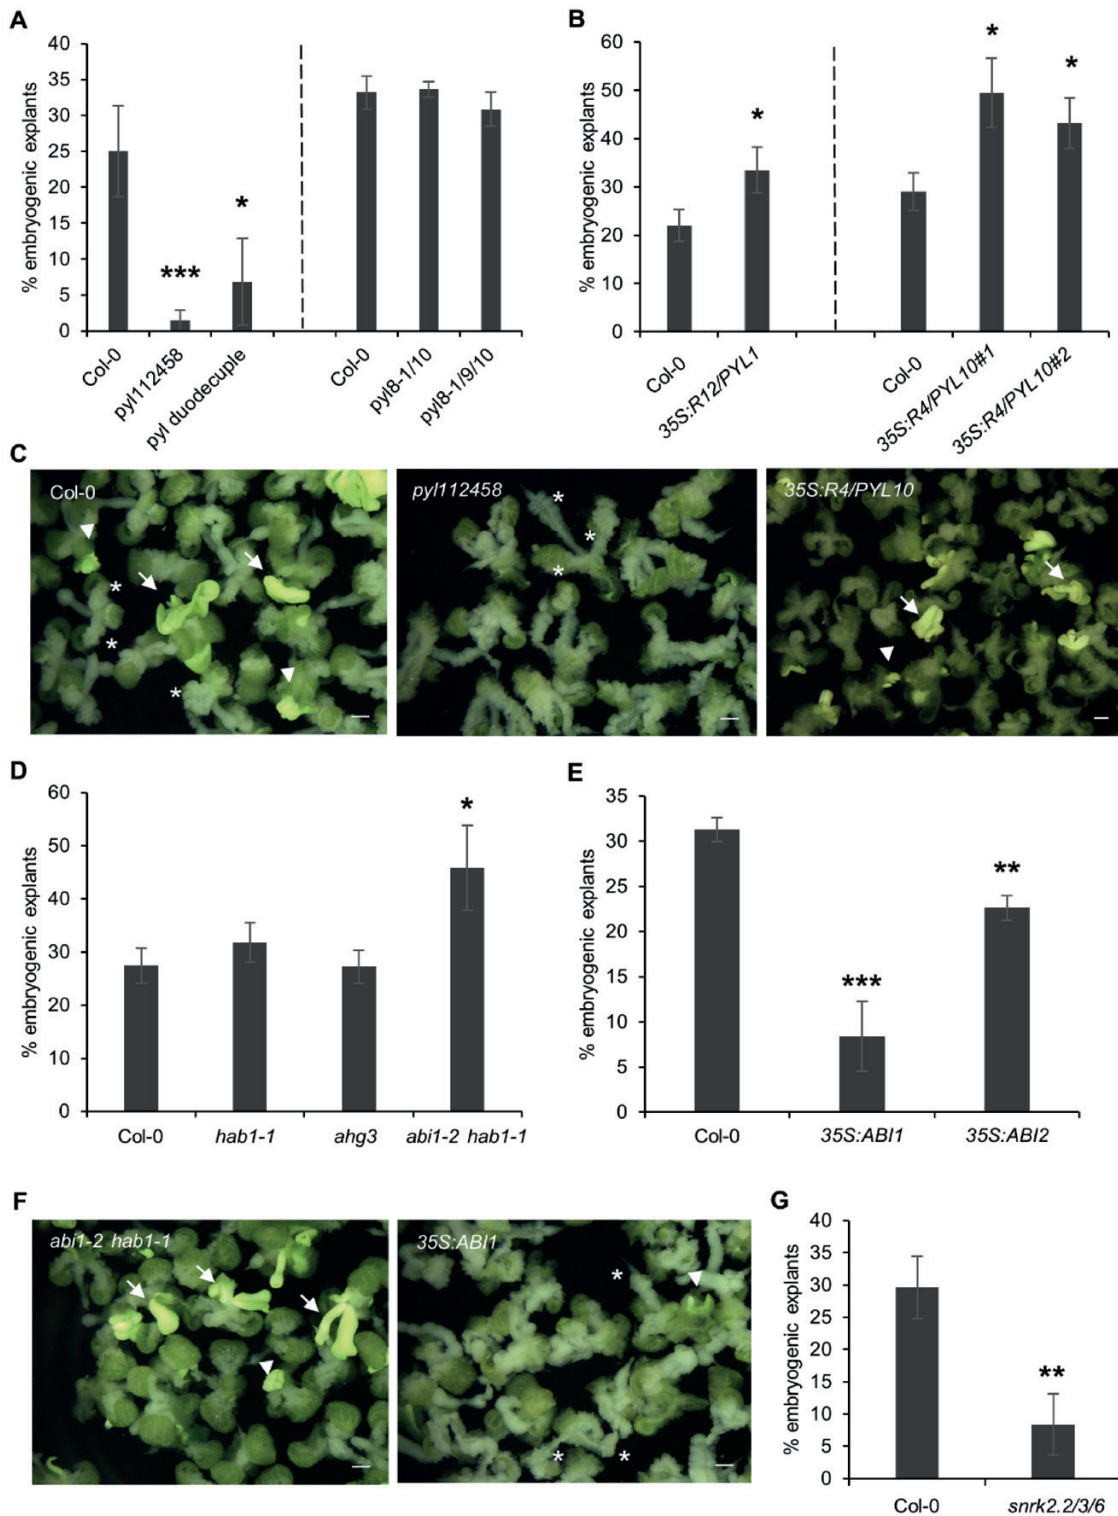 A
% embryogenic explants
40
35
30
25
20
15
10
5
0
***
*
Col-0
pyl112458
pyl duodecuple
Col-0
pyl8-1/10
pyl8-1/9/10
B
% embryogenic explants
60
50
40
30
20
10
0
*
*
*
Col-0
35S:R12/PYL1
Col-0
35S:R4/PYL10#1
35S:R4/PYL10#2
C
Col-0
*
*
*
pyl112458
*
*
*
35S:R4/PYL10
D
% embryogenic explants
60
50
40
30
20
10
0
*
Col-0
hab1-1
ahg3
abi1-2 hab1-1
E
% embryogenic explants
35
30
25
20
15
10
5
0
***
**
Col-0
35S:ABI1
35S:ABI2
F
abi1-2 hab1-1
35S:ABI1
*
*
*
G
% embryogenic explants
40
35
30
25
20
15
10
5
0
**
Col-0
snrk2.2/3/6